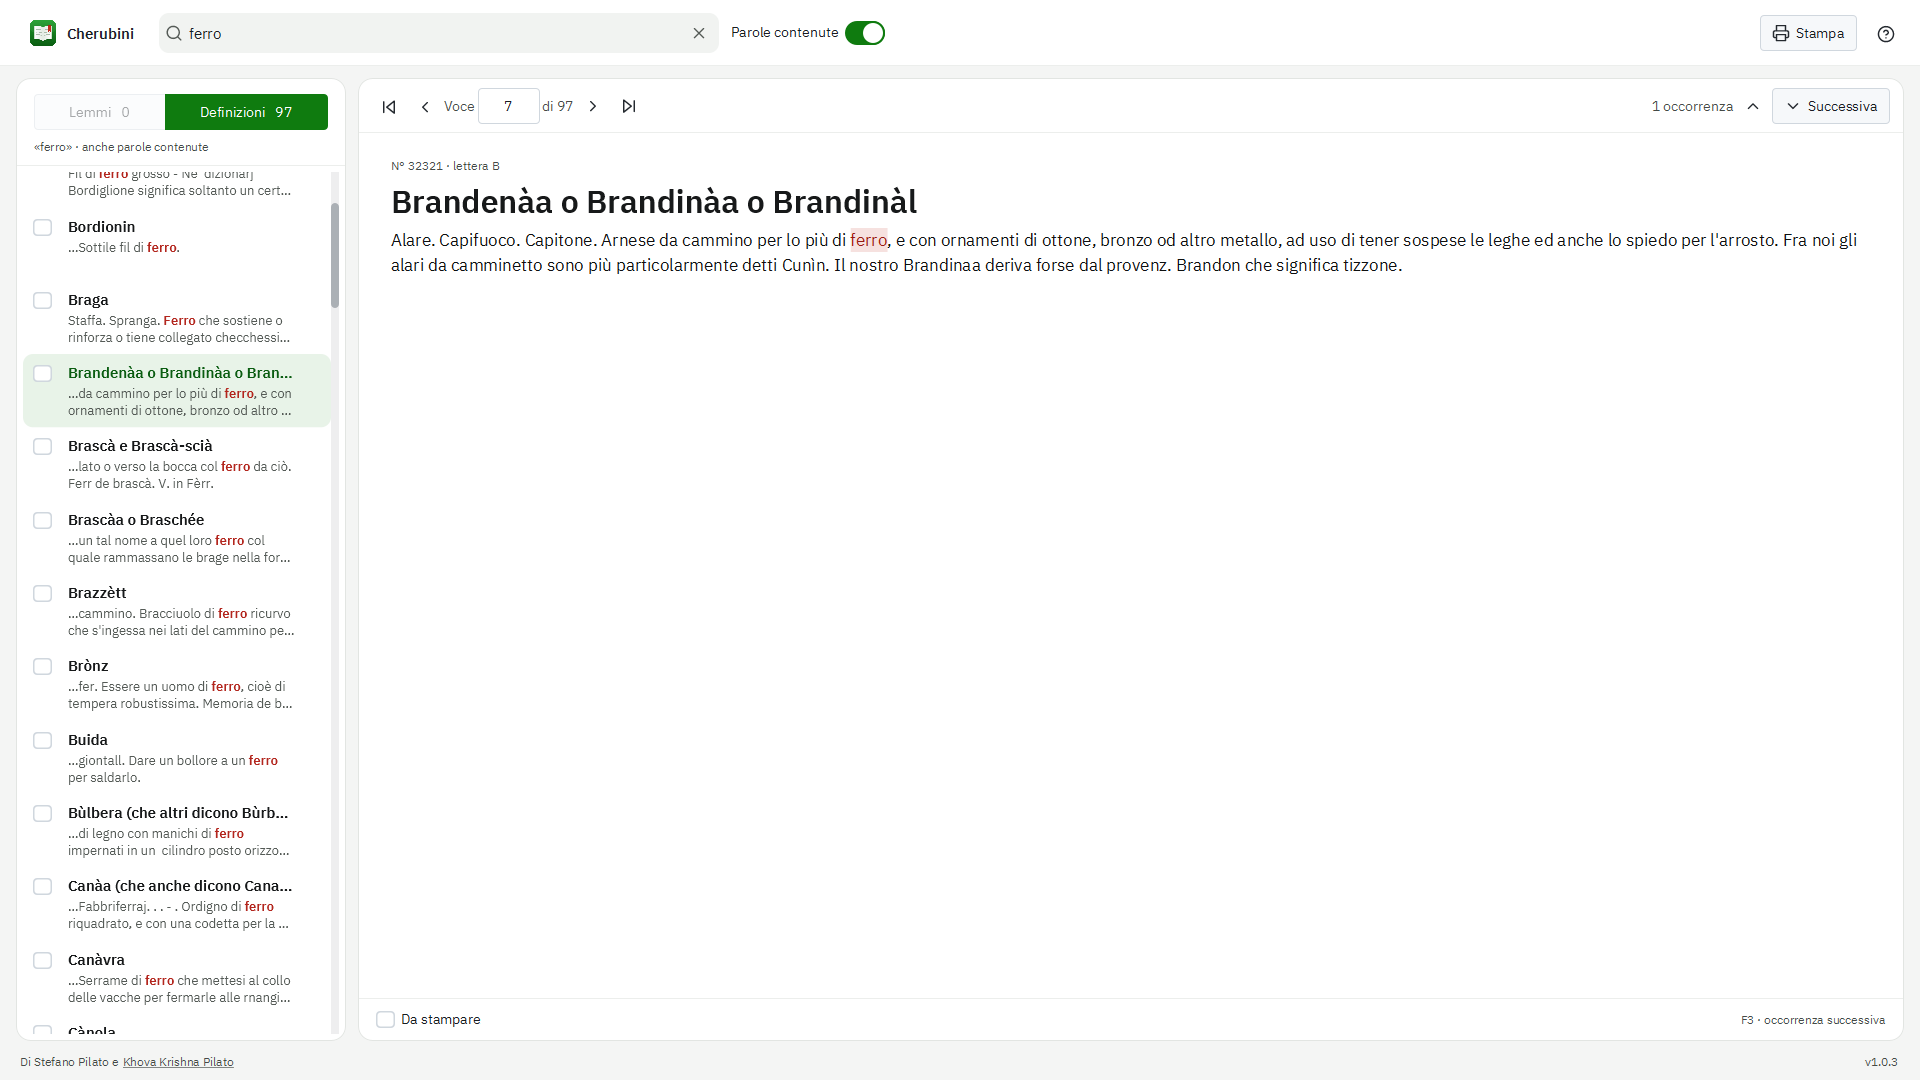 Cherubini
ferro
Parole contenute
Stampa
Lemmi 0
Definizioni 97
«ferro» · anche parole contenute
Fil di ferro grosso - Ne' dizionarj
Bordiglione significa soltanto un cert...
Bordionin
...Sottile fil di ferro.
Braga
Staffa. Spranga. Ferro che sostiene o
rinforza o tiene collegato checchessi...
Brandenàa o Brandinàa o Bran...
...da cammino per lo più di ferro, e con
ornamenti di ottone, bronzo od altro ...
Brascà e Brascà-scià
...lato o verso la bocca col ferro da ciò.
Ferr de brascà. V. in Fèrr.
Brascàa o Braschée
...un tal nome a quel loro ferro col
quale rammassano le brage nella for...
Brazzètt
...cammino. Bracciuolo di ferro ricurvo
che s'ingessa nei lati del cammino pe...
Brònz
...fer. Essere un uomo di ferro, cioè di
tempera robustissima. Memoria de b...
Buida
...giontall. Dare un bollore a un ferro
per saldarlo.
Bùlbera (che altri dicono Bùrb...
...di legno con manichi di ferro
impernati in un cilindro posto orizzo...
Canàa (che anche dicono Cana...
...Fabbriferraj. . . - . Ordigno di ferro
riquadrato, e con una codetta per la ...
Canàvra
...Serrame di ferro che mettesi al collo
delle vacche per fermarle alle rnangi...
Cànola
Voce 7 di 97
1 occorrenza
Successiva
N° 32321 · lettera B
Brandenàa o Brandinàa o Brandinàl
Alare. Capifuoco. Capitone. Arnese da cammino per lo più di ferro, e con ornamenti di ottone, bronzo od altro metallo, ad uso di tener sospese le leghe ed anche lo spiedo per l'arrosto. Fra noi gli
alari da camminetto sono più particolarmente detti Cunìn. Il nostro Brandinaa deriva forse dal provenz. Brandon che significa tizzone.
Da stampare
F3 · occorrenza successiva
Di Stefano Pilato e Khova Krishna Pilato
v1.0.3